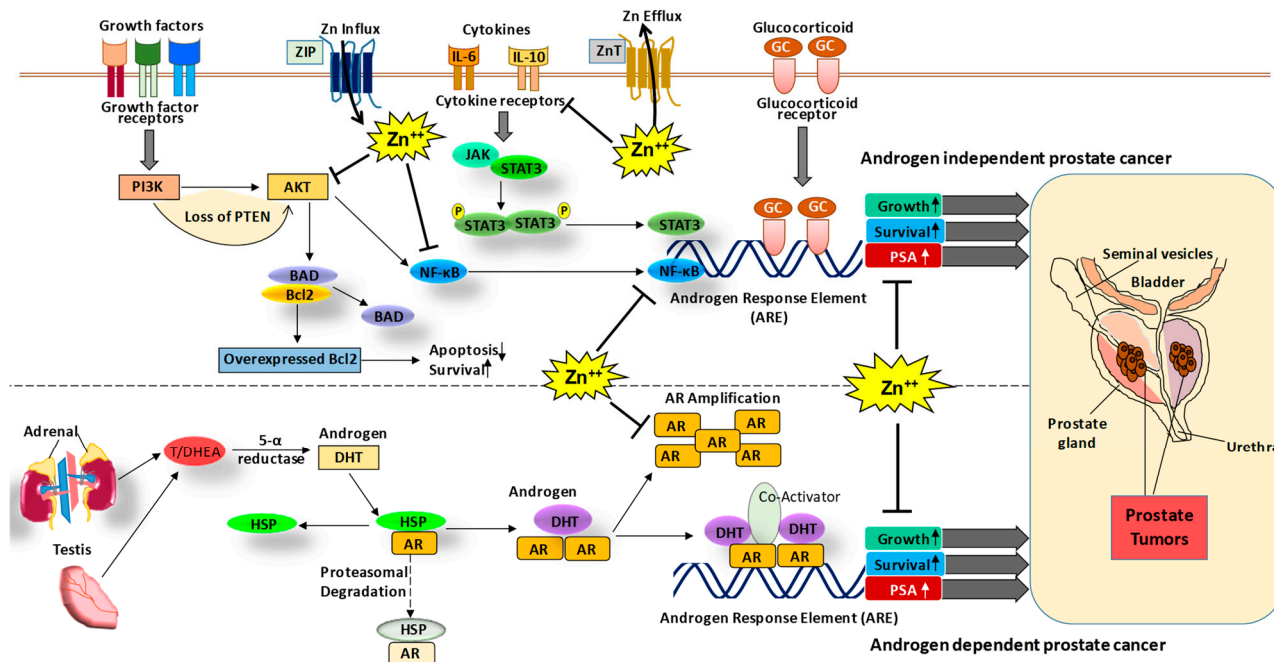 Growth factors
Zn Influx
ZIP
Cytokines
IL-6
IL-10
Zn Efflux
ZnT
Glucocorticoid
GC
GC
Growth factor
receptors
Zn++
Cytokine receptors
Zn++
Glucocorticoid
receptor
JAK
STAT3
Androgen independent prostate cancer
PI3K
AKT
Loss of PTEN
P
P
STAT3
STAT3
STAT3
GC
GC
Growth
Survival
PSA
NF-κB
NF-κB
Androgen Response Element
(ARE)
BAD
Bcl2
BAD
Overexpressed Bcl2
Apoptosis
Survival
Zn++
Zn++
Seminal vesicles
Bladder
Prostate
gland
Urethra
Prostate
Tumors
AR Amplification
AR
AR
AR
AR
AR
Adrenal
T/DHEA
5-α
reductase
Androgen
DHT
Testis
HSP
HSP
AR
Androgen
DHT
AR
AR
Co-Activator
DHT
DHT
AR
AR
Growth
Survival
PSA
Proteasomal
Degradation
HSP
AR
Androgen Response Element (ARE)
Androgen dependent prostate cancer